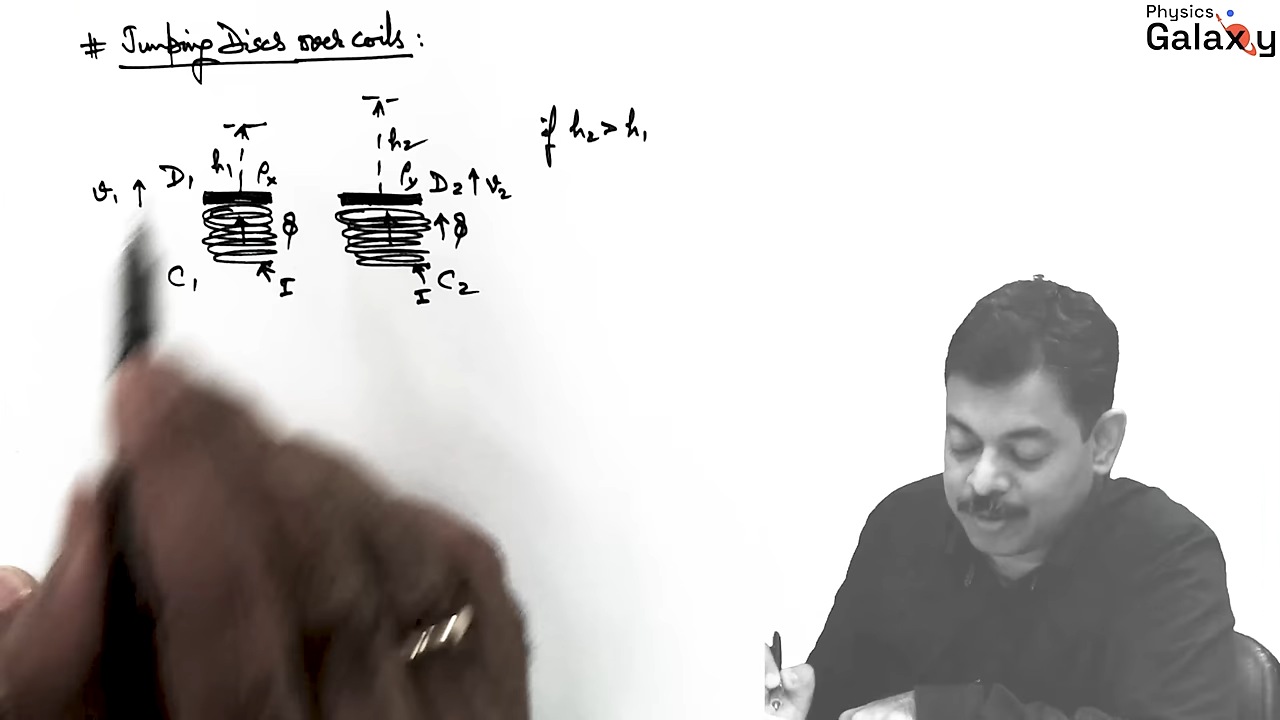 Physics
Galaxy
# Jumping Discs over coils :
if h₂ > h₁
h₁
h₂
v₁ ↑ D₁ ρx
ρy D₂ ↑ v₂
ϕ
↑ ϕ
C₁ I
I C₂